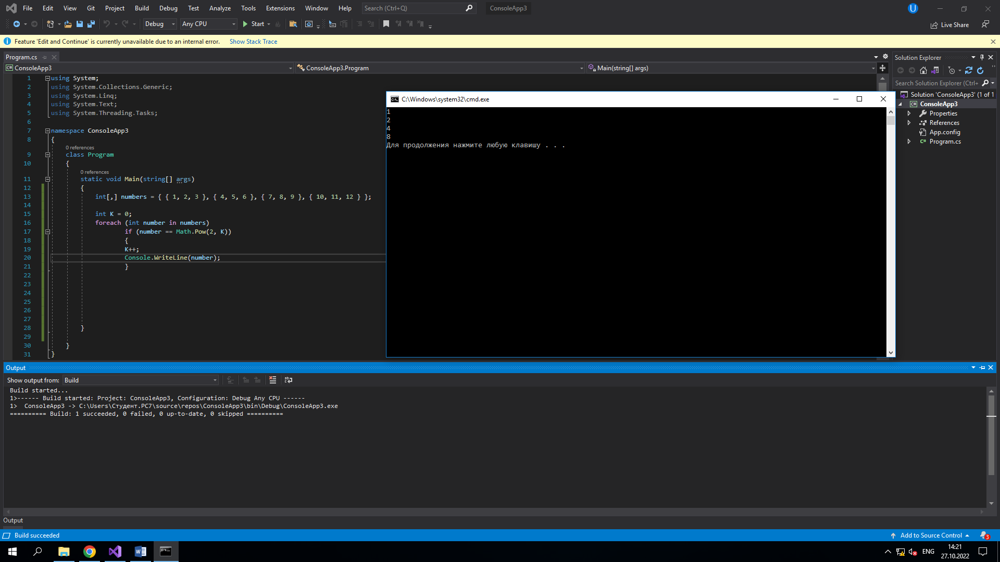 File Edit View Git Project Build Debug Test Analyze Tools Extensions Window Help Search (Ctrl+Q) ConsoleApp3 U
Debug Any CPU Start Live Share
Feature 'Edit and Continue' is currently unavailable due to an internal error. Show Stack Trace
Program.cs
ConsoleApp3 ConsoleApp3.Program Main(string[] args)
1 using System;
2 using System.Collections.Generic;
3 using System.Linq;
4 using System.Text;
5 using System.Threading.Tasks;
6
7 namespace ConsoleApp3
8 {
0 references
9 class Program
10 {
0 references
11 static void Main(string[] args)
12 {
13 int[,] numbers = { { 1, 2, 3 }, { 4, 5, 6 }, { 7, 8, 9 }, { 10, 11, 12 } };
14
15 int K = 0;
16 foreach (int number in numbers)
17 if (number == Math.Pow(2, K))
18 {
19 K++;
20 Console.WriteLine(number);
21 }
22
23
24
25
26
27
28 }
29
30 }
31 }
C:\Windows\system32\cmd.exe
1
2
4
8
Для продолжения нажмите любую клавишу . . .
Solution Explorer
Search Solution Explorer (Ctrl+
Solution 'ConsoleApp3' (1 of 1
ConsoleApp3
Properties
References
App.config
Program.cs
Output
Show output from: Build
Build started...
1>------ Build started: Project: ConsoleApp3, Configuration: Debug Any CPU ------
1> ConsoleApp3 -> C:\Users\Студент.PC7\source\repos\ConsoleApp3\bin\Debug\ConsoleApp3.exe
========== Build: 1 succeeded, 0 failed, 0 up-to-date, 0 skipped ==========
Output
Build succeeded Add to Source Control 3
ENG 14:21
27.10.2022